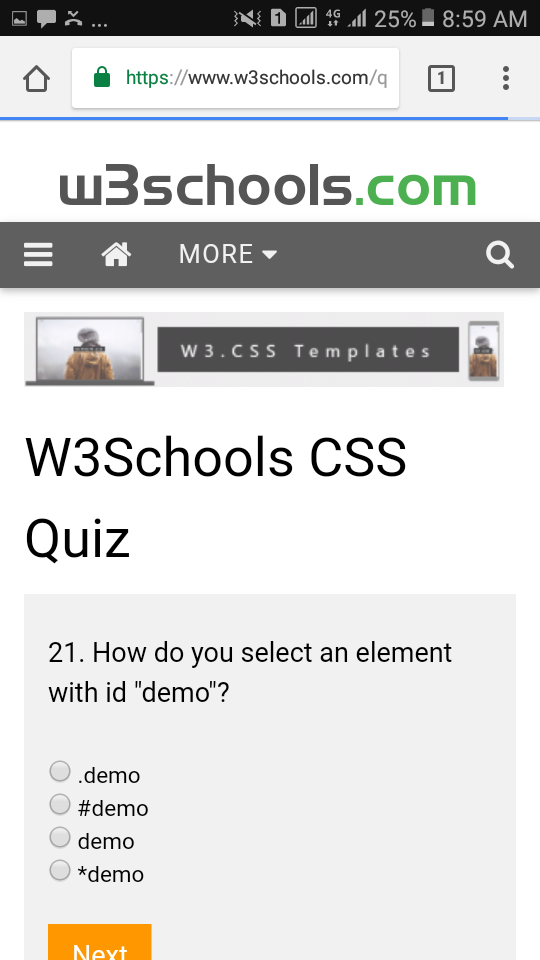 ... 1 4G 25% 8:59 AM
https://www.w3schools.com/q 1
w3schools.com
MORE
W3.CSS Templates
W3Schools CSS
Quiz
21. How do you select an element
with id "demo"?
.demo
#demo
demo
*demo
Next